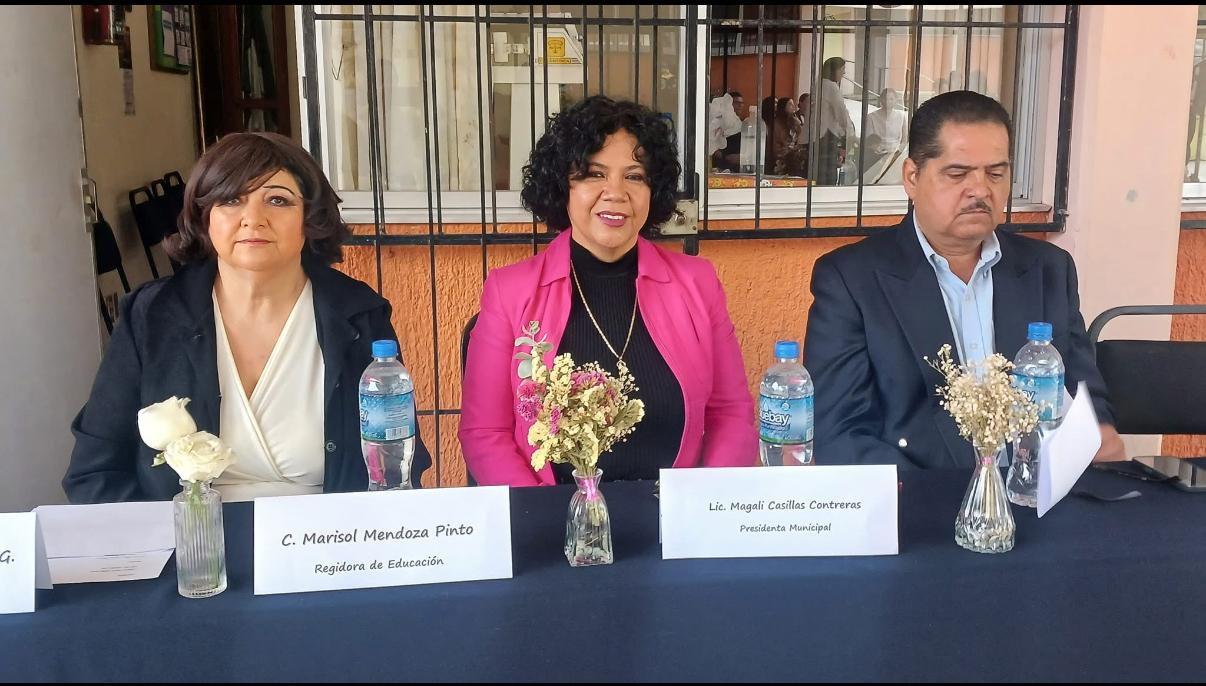 G.
C. Marisol Mendoza Pinto
Regidora de Educación
Lic. Magali Casillas Contreras
Presidenta Municipal